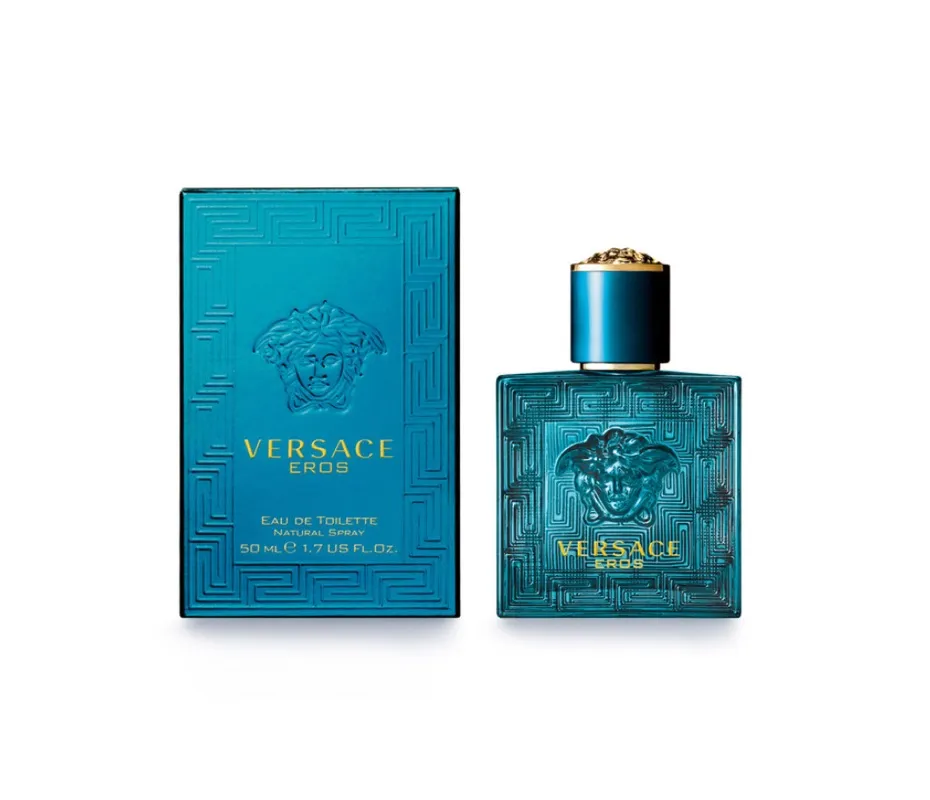 VERSACE
EROS
EAU DE TOILETTE
NATURAL SPRAY
50 ML ℮ 1.7 US FL.OZ.
VERSACE
EROS